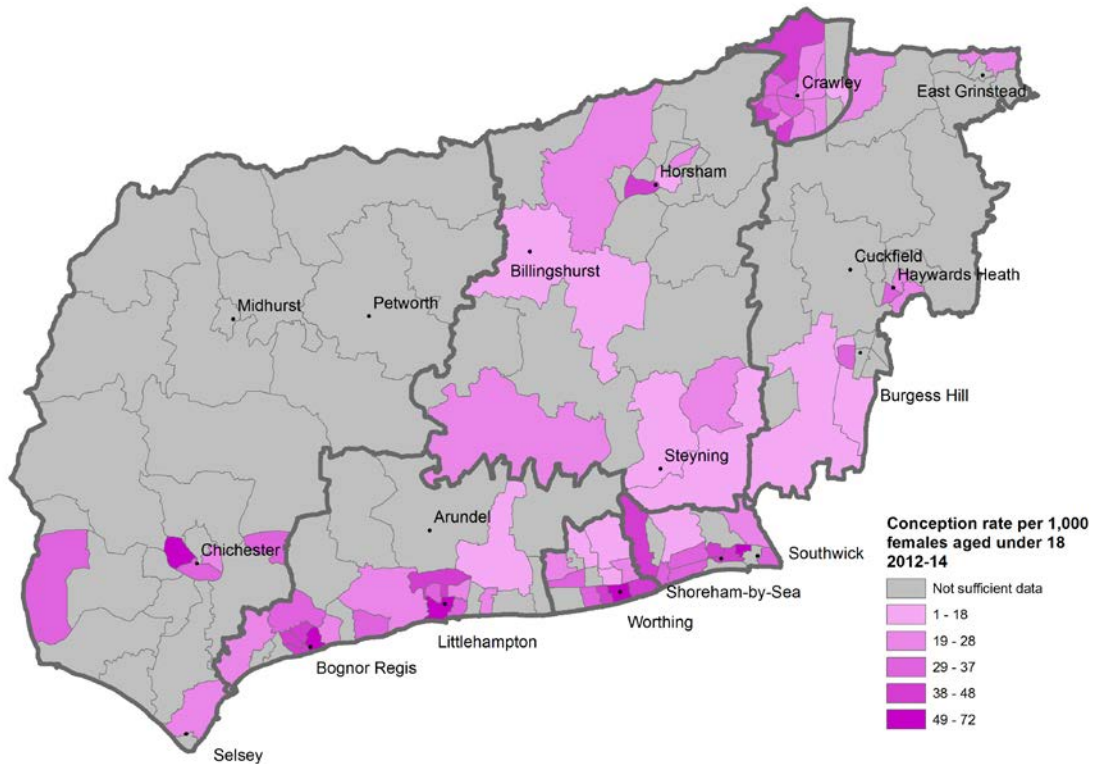 Crawley
East Grinstead
Horsham
Cuckfield
Billingshurst
Haywards Heath
Midhurst
Petworth
Burgess Hill
Steyning
Arundel
Chichester
Southwick
Shoreham-by-Sea
Worthing
Littlehampton
Bognor Regis
Selsey
Conception rate per 1,000
females aged under 18
2012-14
Not sufficient data
1 - 18
19 - 28
29 - 37
38 - 48
49 - 72